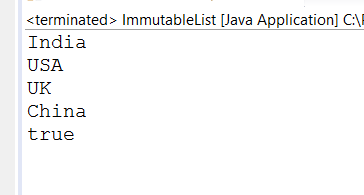 <terminated> ImmutableList [Java Application] C:\
India
USA
UK
China
true